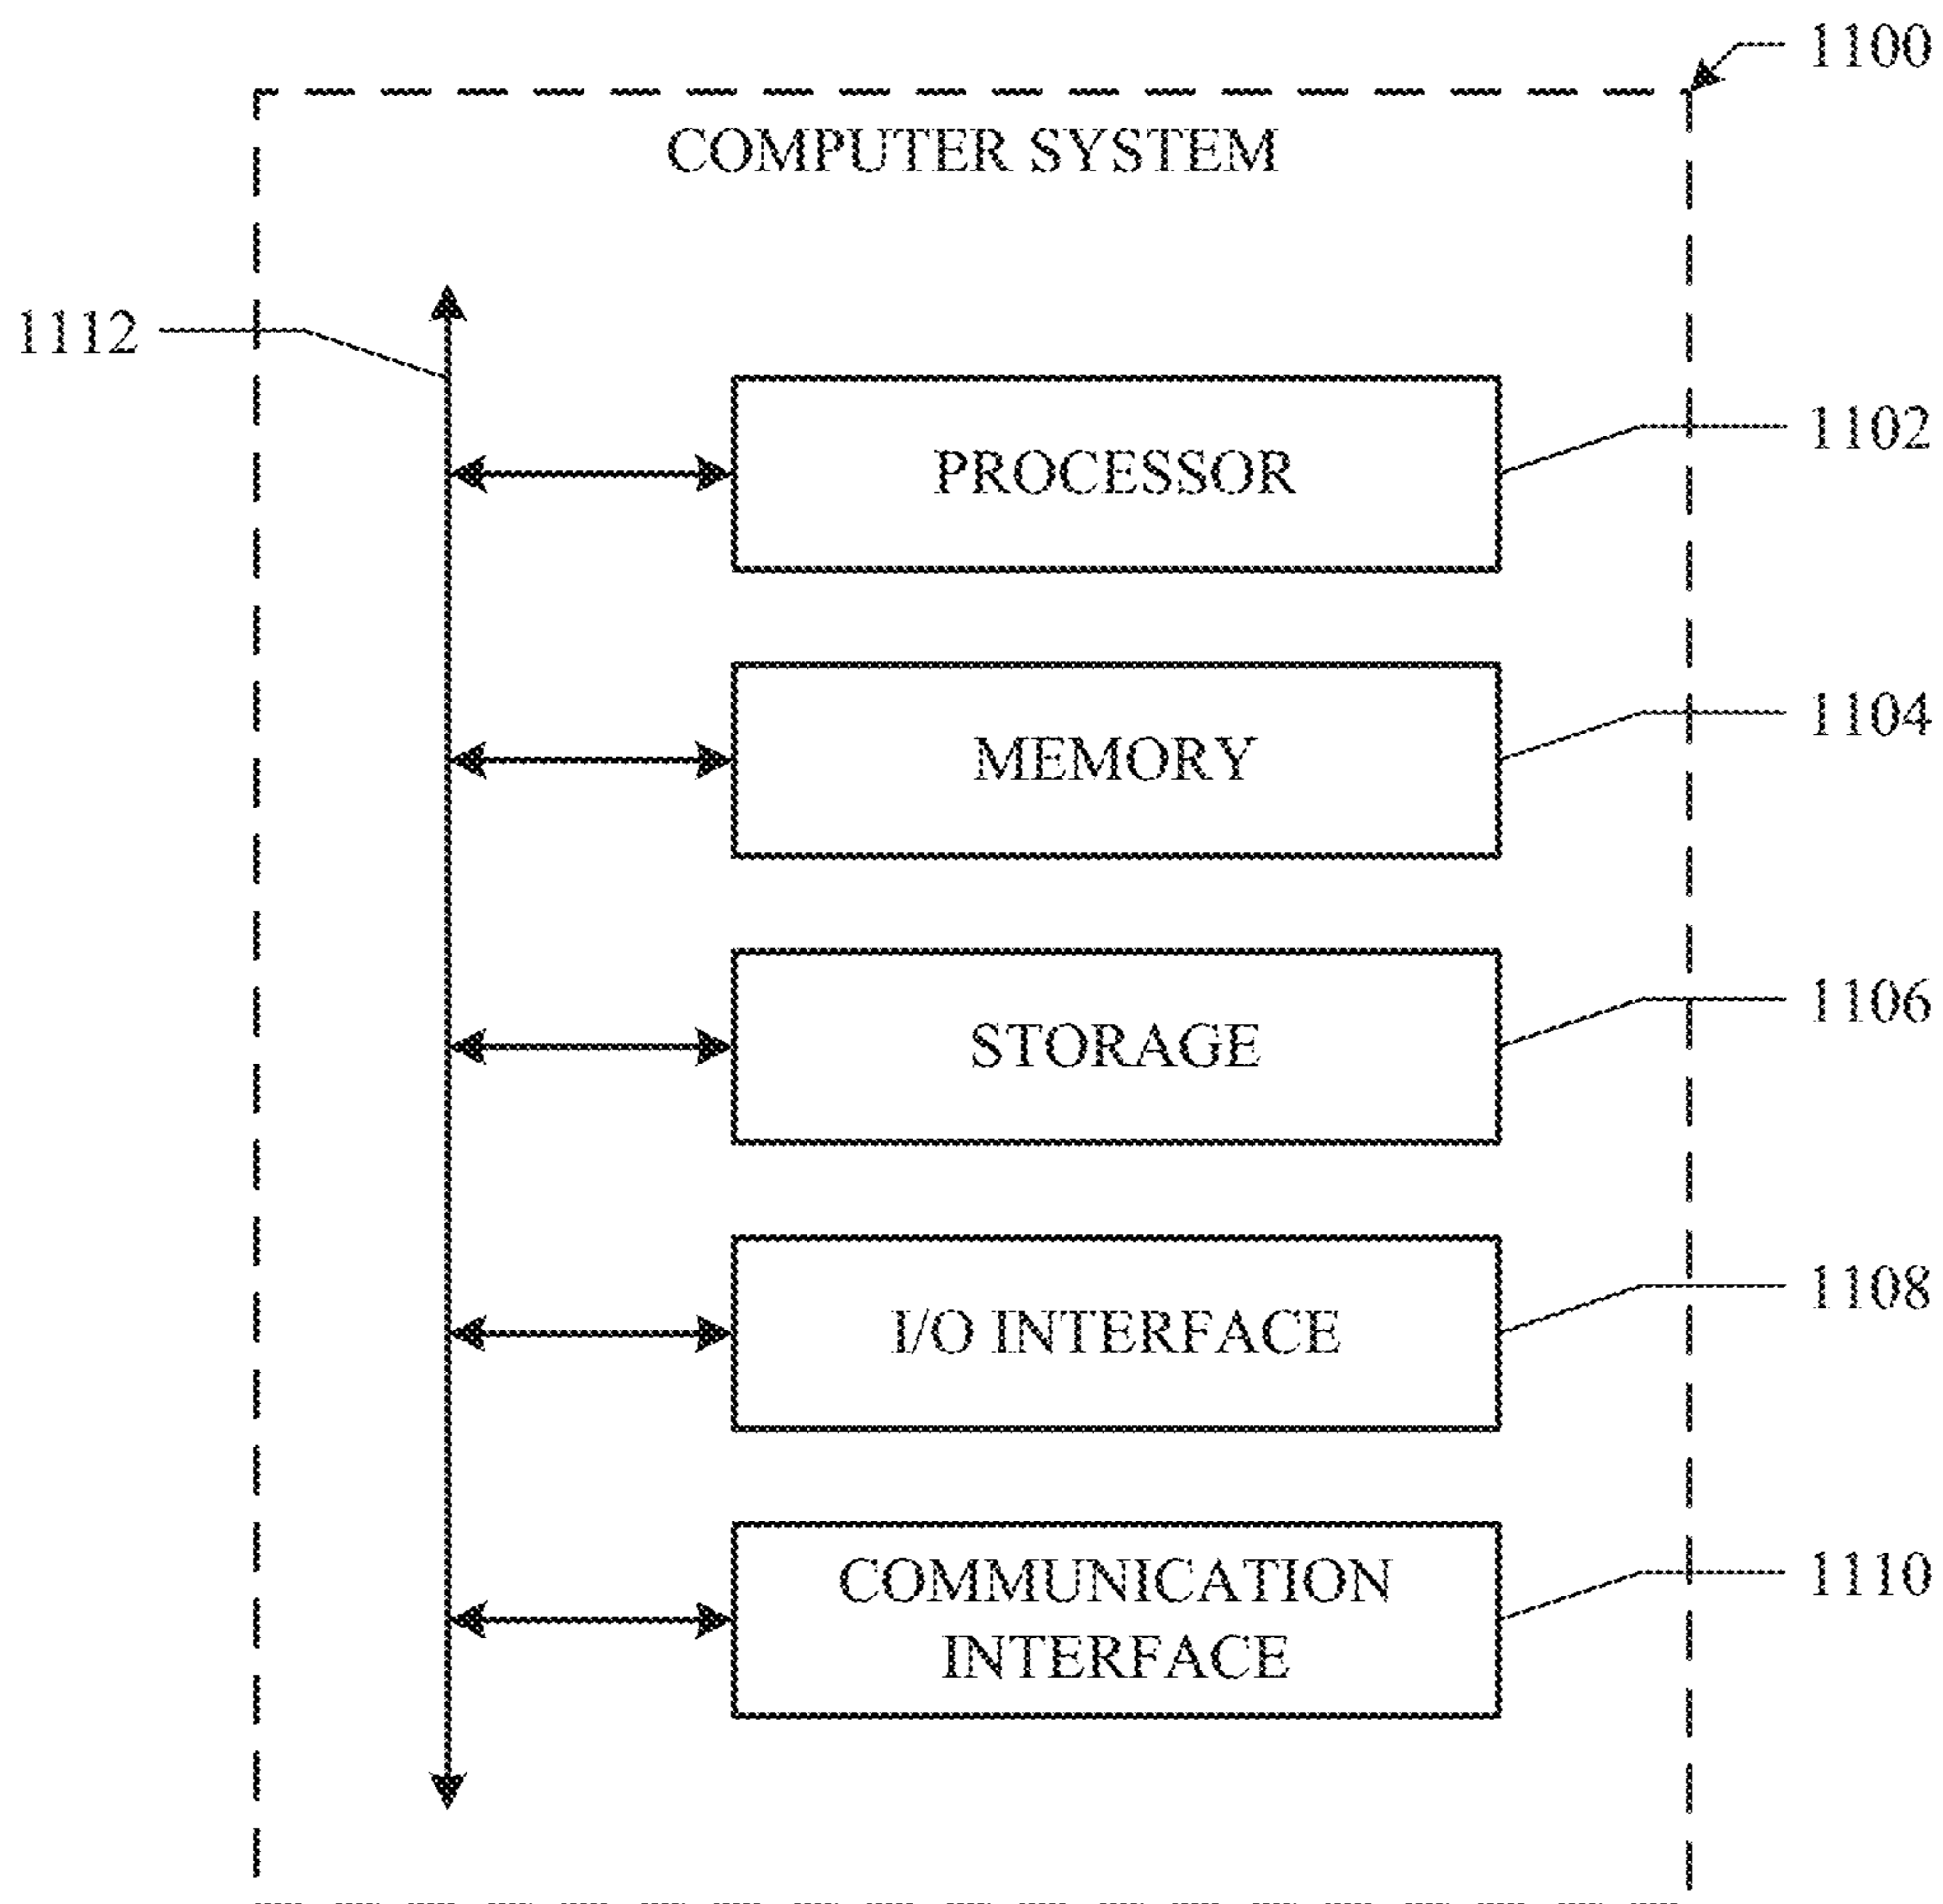 1100
COMPUTER SYSTEM
1112
1102
PROCESSOR
1104
MEMORY
1106
STORAGE
1108
I/O INTERFACE
1110
COMMUNICATION
INTERFACE